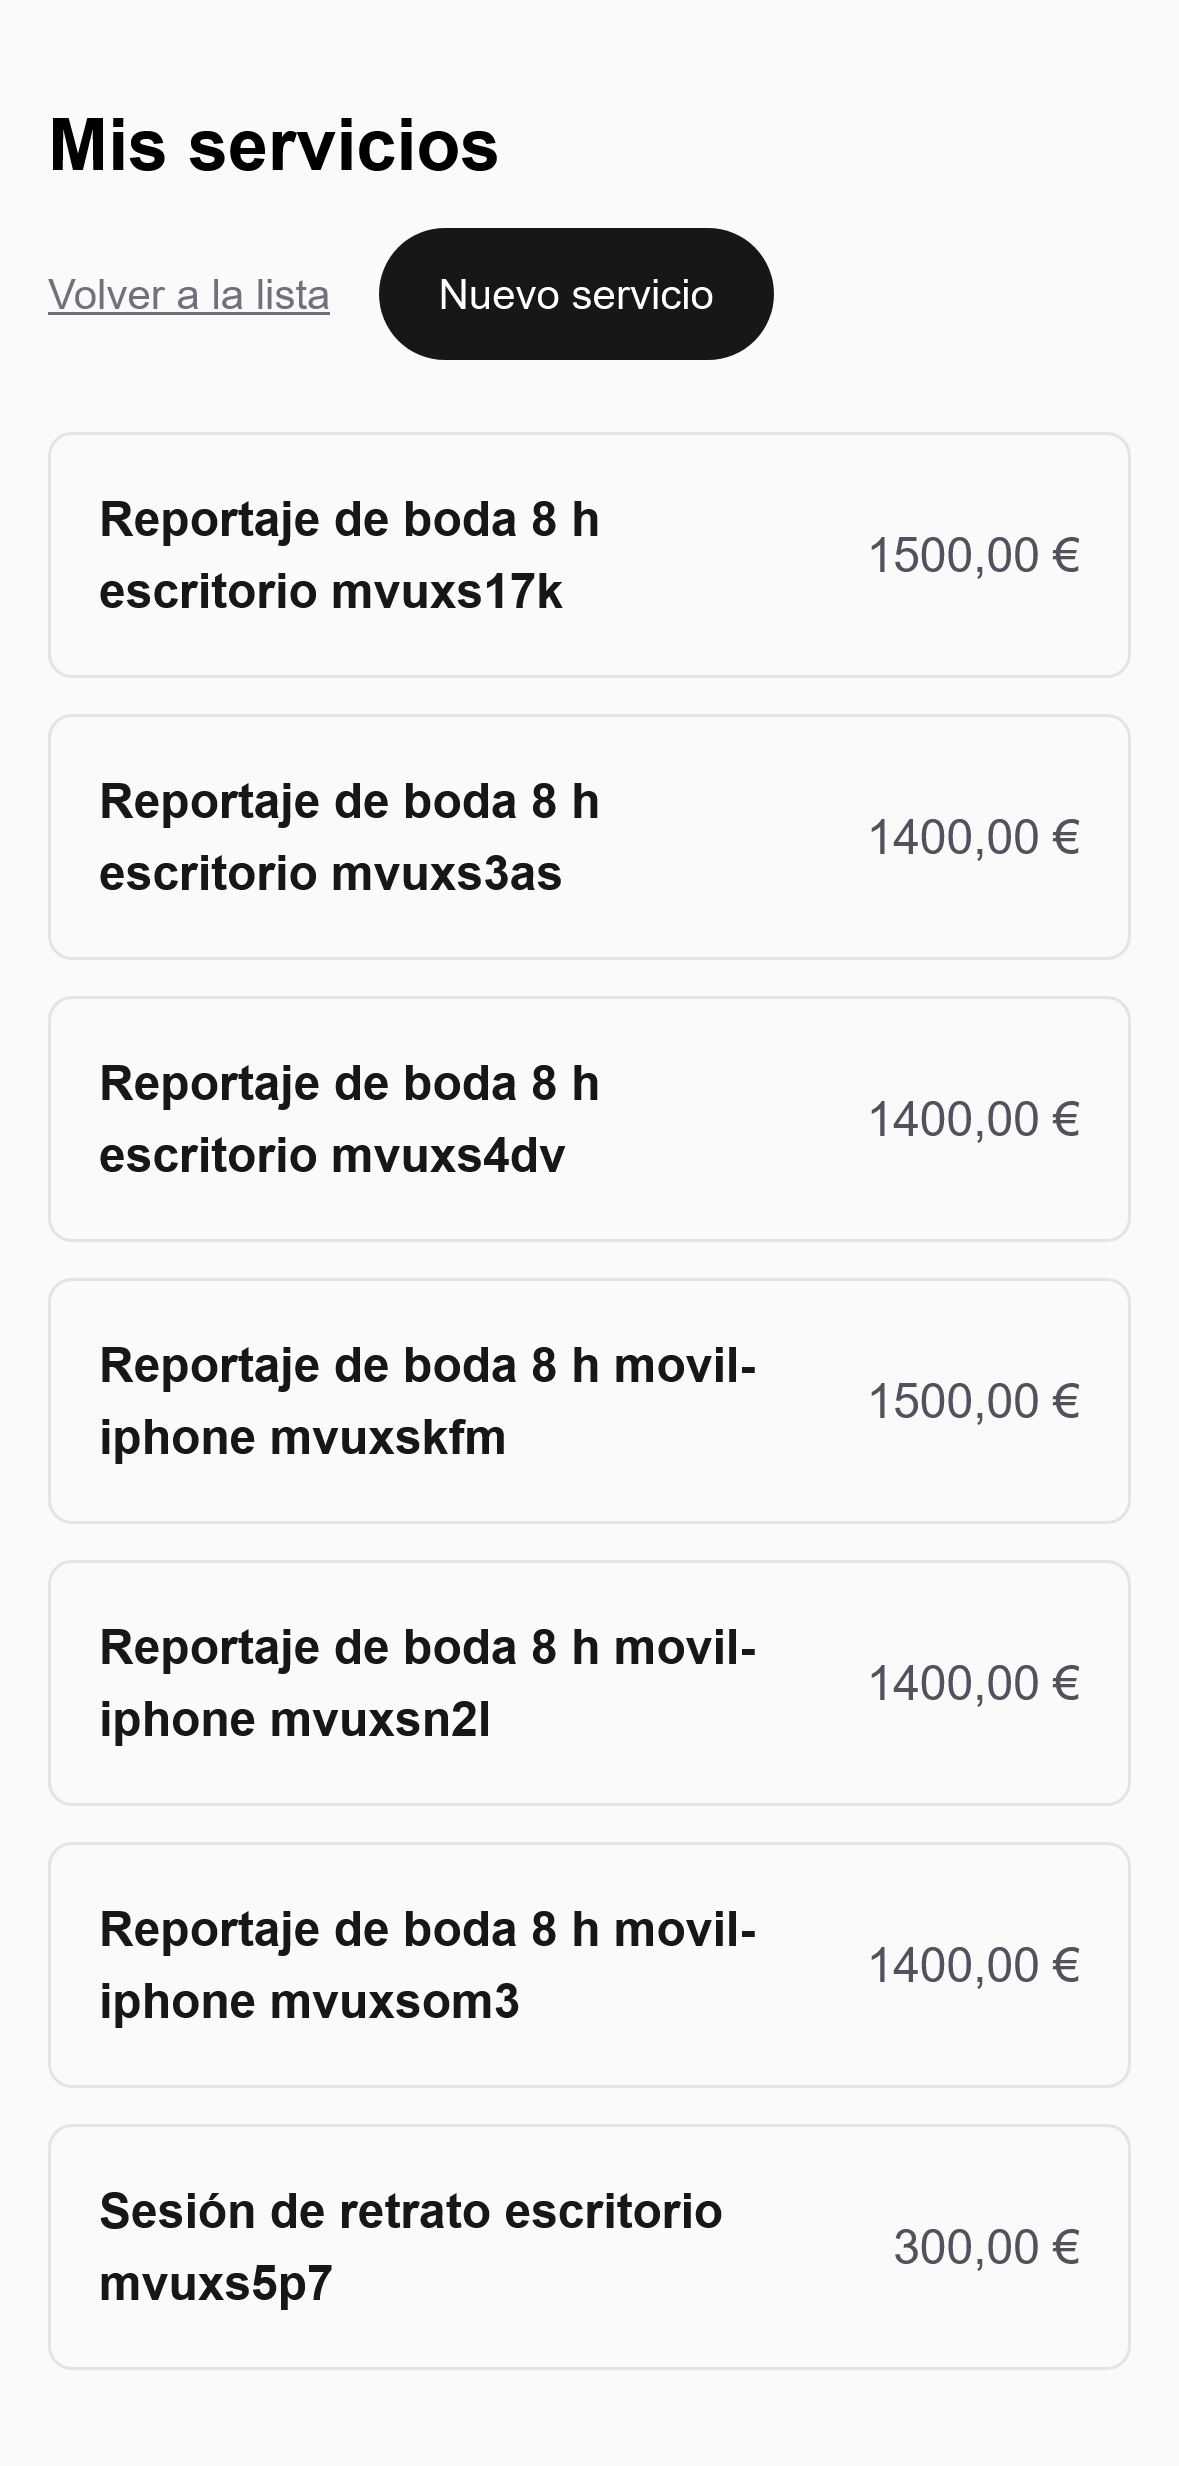 Mis servicios
Volver a la lista
Nuevo servicio
Reportaje de boda 8 h
escritorio mvuxs17k
1500,00 €
Reportaje de boda 8 h
escritorio mvuxs3as
1400,00 €
Reportaje de boda 8 h
escritorio mvuxs4dv
1400,00 €
Reportaje de boda 8 h movil-
iphone mvuxskfm
1500,00 €
Reportaje de boda 8 h movil-
iphone mvuxsn2l
1400,00 €
Reportaje de boda 8 h movil-
iphone mvuxsom3
1400,00 €
Sesión de retrato escritorio
mvuxs5p7
300,00 €